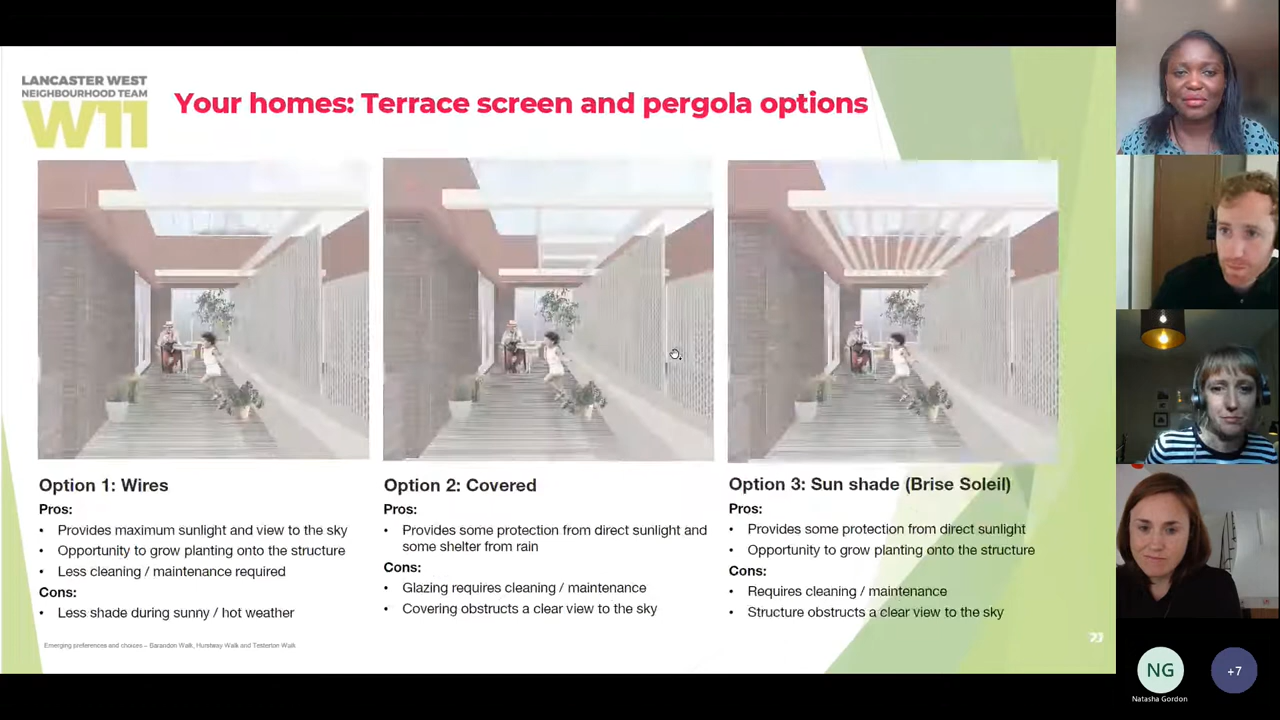 LANCASTER WEST
NEIGHBOURHOOD TEAM
W11
Your homes: Terrace screen and pergola options
Option 1: Wires
Pros:
• Provides maximum sunlight and view to the sky
• Opportunity to grow planting onto the structure
• Less cleaning / maintenance required
Cons:
• Less shade during sunny / hot weather
Option 2: Covered
Pros:
• Provides some protection from direct sunlight and
some shelter from rain
Cons:
• Glazing requires cleaning / maintenance
• Covering obstructs a clear view to the sky
Option 3: Sun shade (Brise Soleil)
Pros:
• Provides some protection from direct sunlight
• Opportunity to grow planting onto the structure
Cons:
• Requires cleaning / maintenance
• Structure obstructs a clear view to the sky
Emerging preferences and choices – Barandon Walk, Hurstway Walk and Testerton Walk
NG
Natasha Gordon
+7